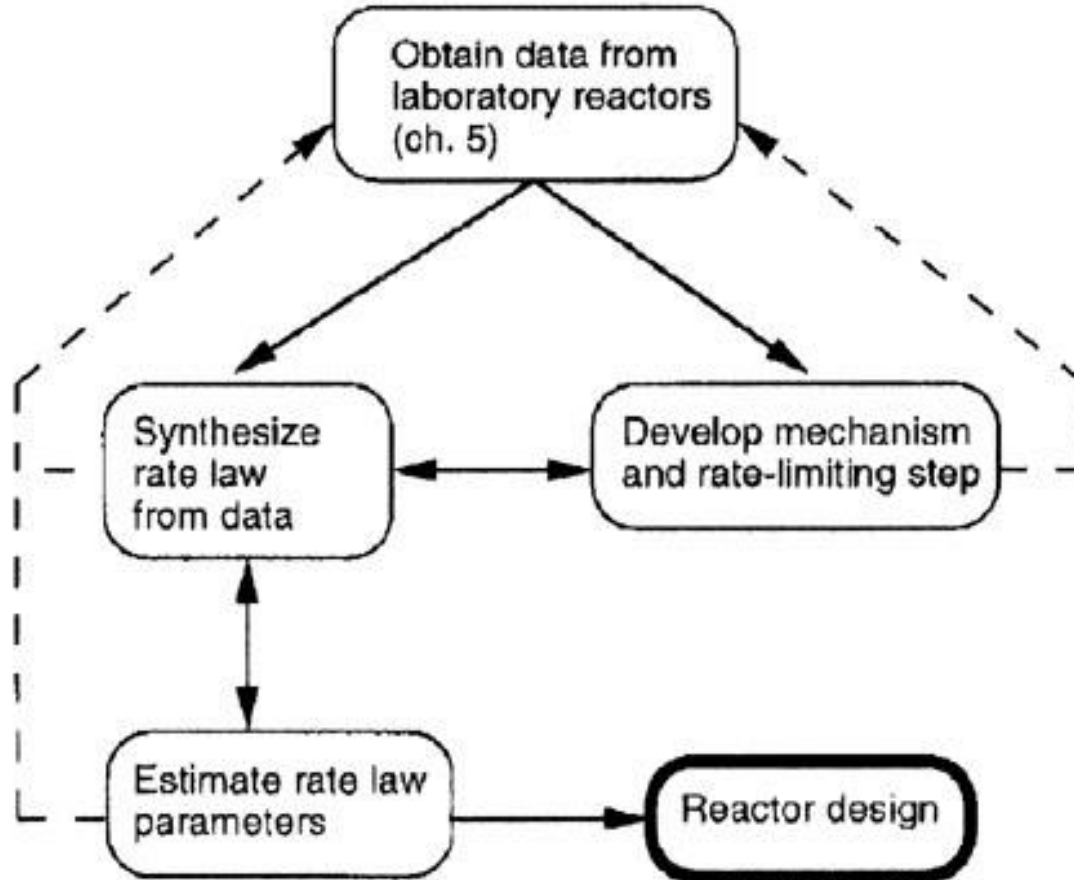 Obtain data from
laboratory reactors
(ch. 5)
Synthesize
rate law
from data
Develop mechanism
and rate-limiting step
Estimate rate law
parameters
Reactor design